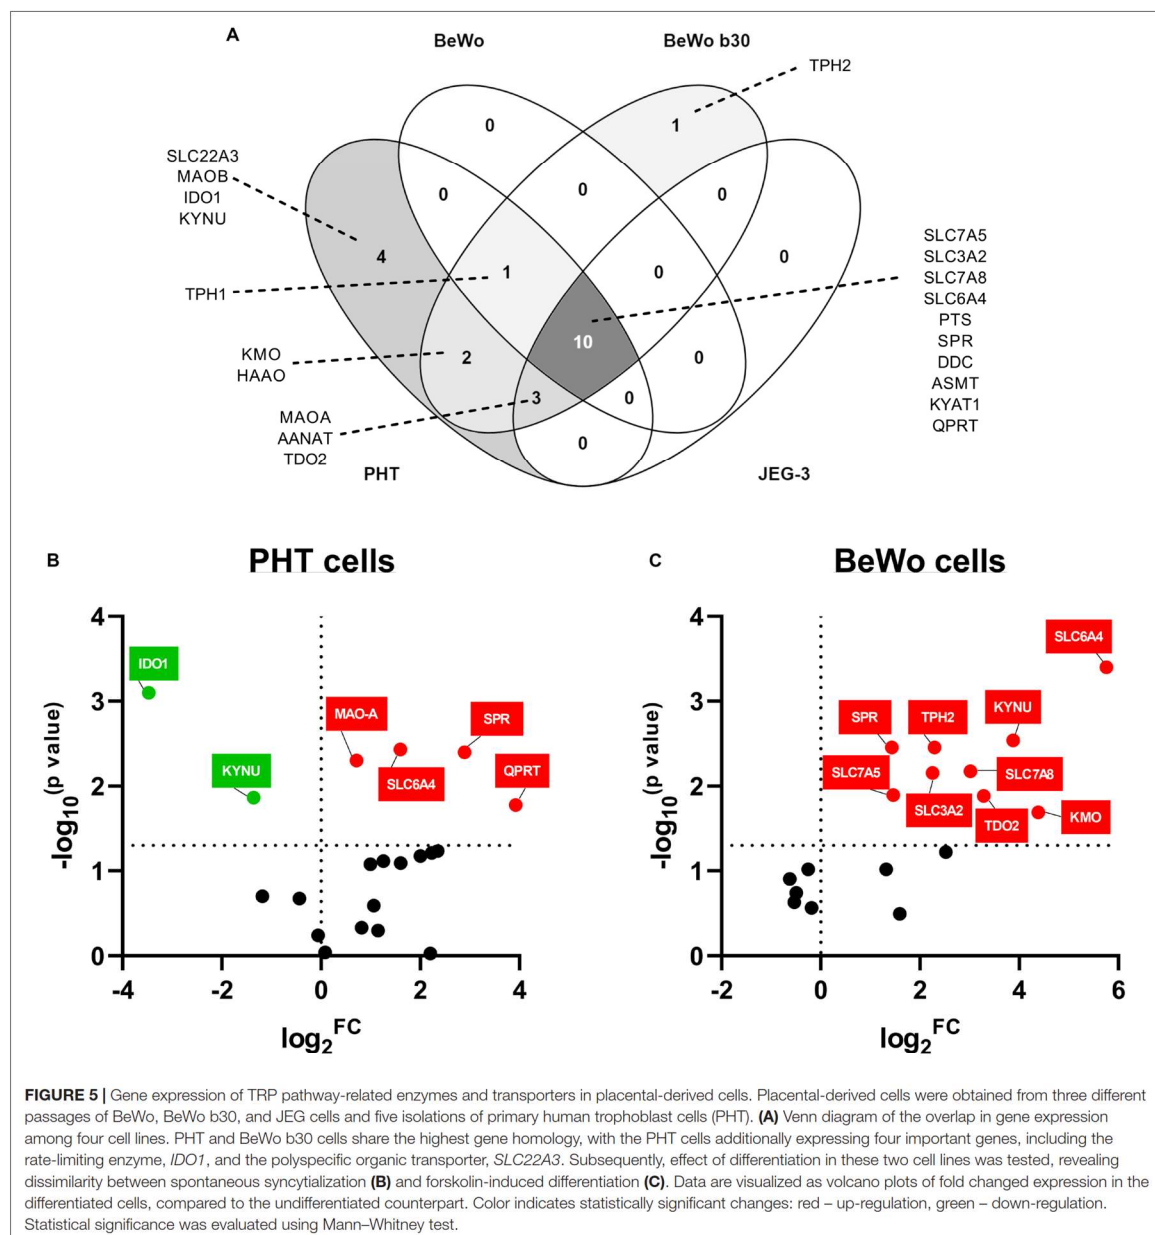 A
BeWo
BeWo b30
TPH2
0
1
SLC22A3
MAOB
IDO1
KYNU
0
0
0
4
1
0
0
TPH1
SLC7A5
SLC3A2
SLC7A8
SLC6A4
PTS
SPR
DDC
ASMT
KYAT1
QPRT
10
KMO
HAAO
2
0
MAOA
AANAT
TDO2
3
0
0
PHT
JEG-3
B
PHT cells
-log10(p value)
4
3
2
1
0
IDO1
KYNU
MAO-A
SLC6A4
SPR
QPRT
-4
-2
0
2
4
log2FC
C
BeWo cells
-log10(p value)
4
3
2
1
0
SLC6A4
SPR
TPH2
KYNU
SLC7A5
SLC3A2
SLC7A8
TDO2
KMO
-2
0
2
4
6
log2FC
FIGURE 5 | Gene expression of TRP pathway-related enzymes and transporters in placental-derived cells. Placental-derived cells were obtained from three different
passages of BeWo, BeWo b30, and JEG cells and five isolations of primary human trophoblast cells (PHT). (A) Venn diagram of the overlap in gene expression
among four cell lines. PHT and BeWo b30 cells share the highest gene homology, with the PHT cells additionally expressing four important genes, including the
rate-limiting enzyme, IDO1, and the polyspecific organic transporter, SLC22A3. Subsequently, effect of differentiation in these two cell lines was tested, revealing
dissimilarity between spontaneous syncytialization (B) and forskolin-induced differentiation (C). Data are visualized as volcano plots of fold changed expression in the
differentiated cells, compared to the undifferentiated counterpart. Color indicates statistically significant changes: red – up-regulation, green – down-regulation.
Statistical significance was evaluated using Mann–Whitney test.